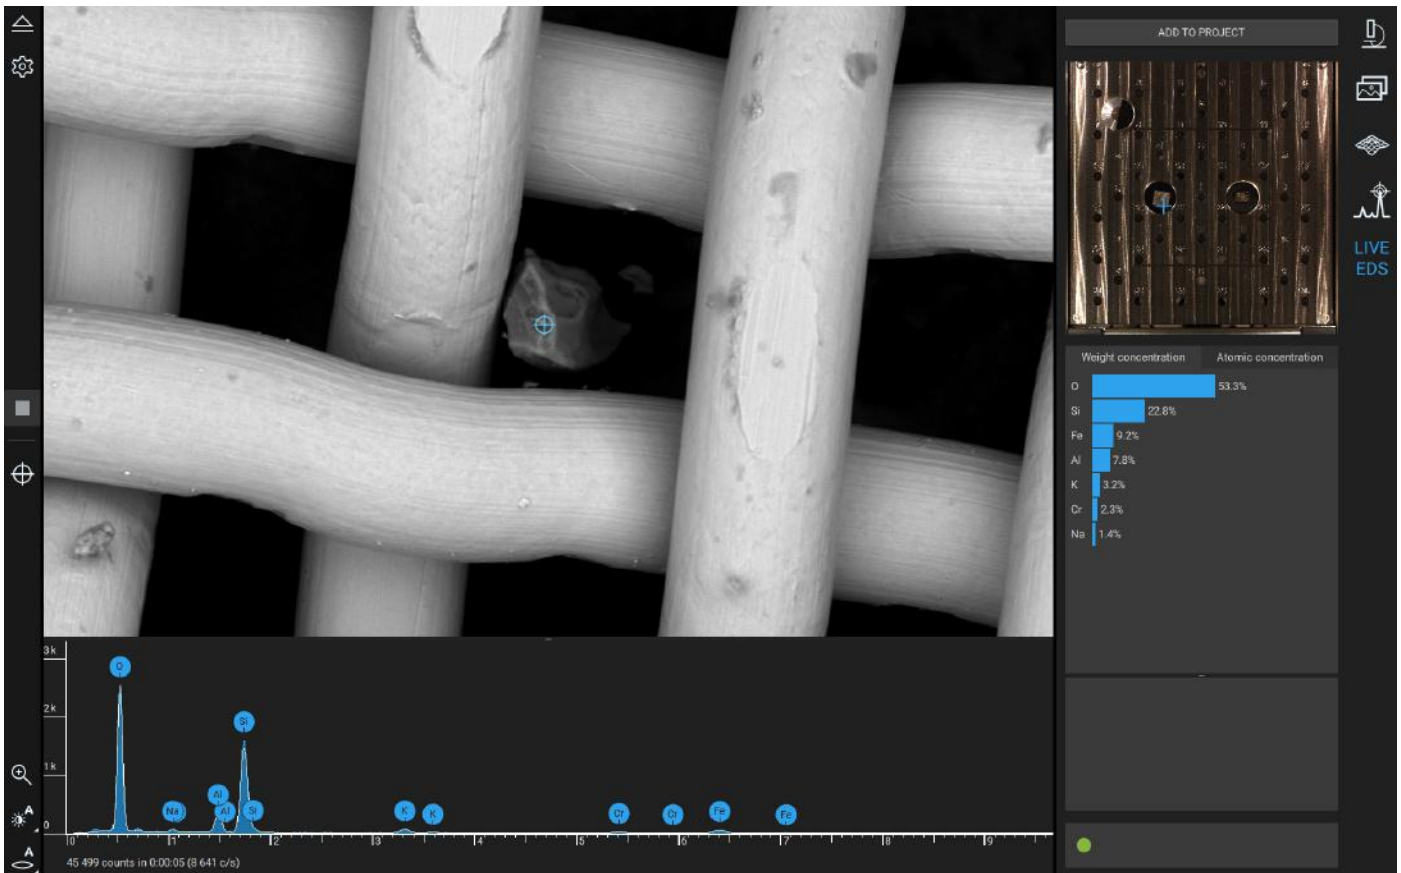 ADD TO PROJECT
LIVE
EDS
Weight concentration
Atomic concentration
O 53.3%
Si 22.8%
Fe 9.2%
Al 7.8%
K 3.2%
Cr 2.3%
Na 1.4%
3k
2k
1k
0
O
Si
Na
Al
Al
Si
K
K
Cr
Cr
Fe
Fe
0 1 2 3 4 5 6 7 8 9
45 499 counts in 0:00:05 (8 641 c/s)
A
A